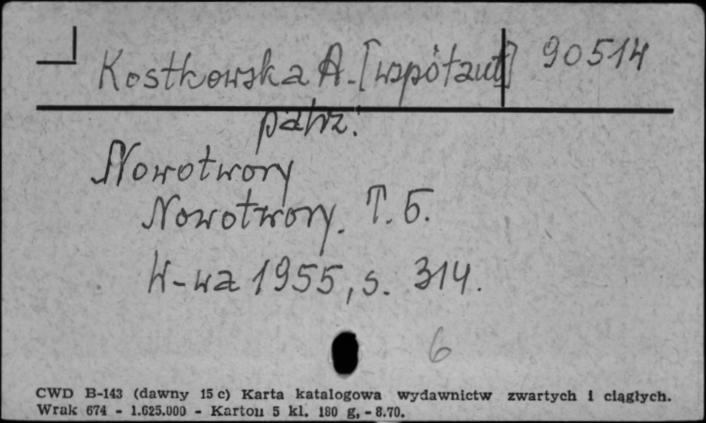 Kostkowska A. [współaut] 90514
patrz:
Nowotwory
Nowotwory. T. 5.
W-wa 1955, s. 314.
6
CWD B-143 (dawny 15 c) Karta katalogowa wydawnictw zwartych i ciągłych.
Wrak 674 - 1.625.000 - Karton 5 kl. 180 g, - 8.70.